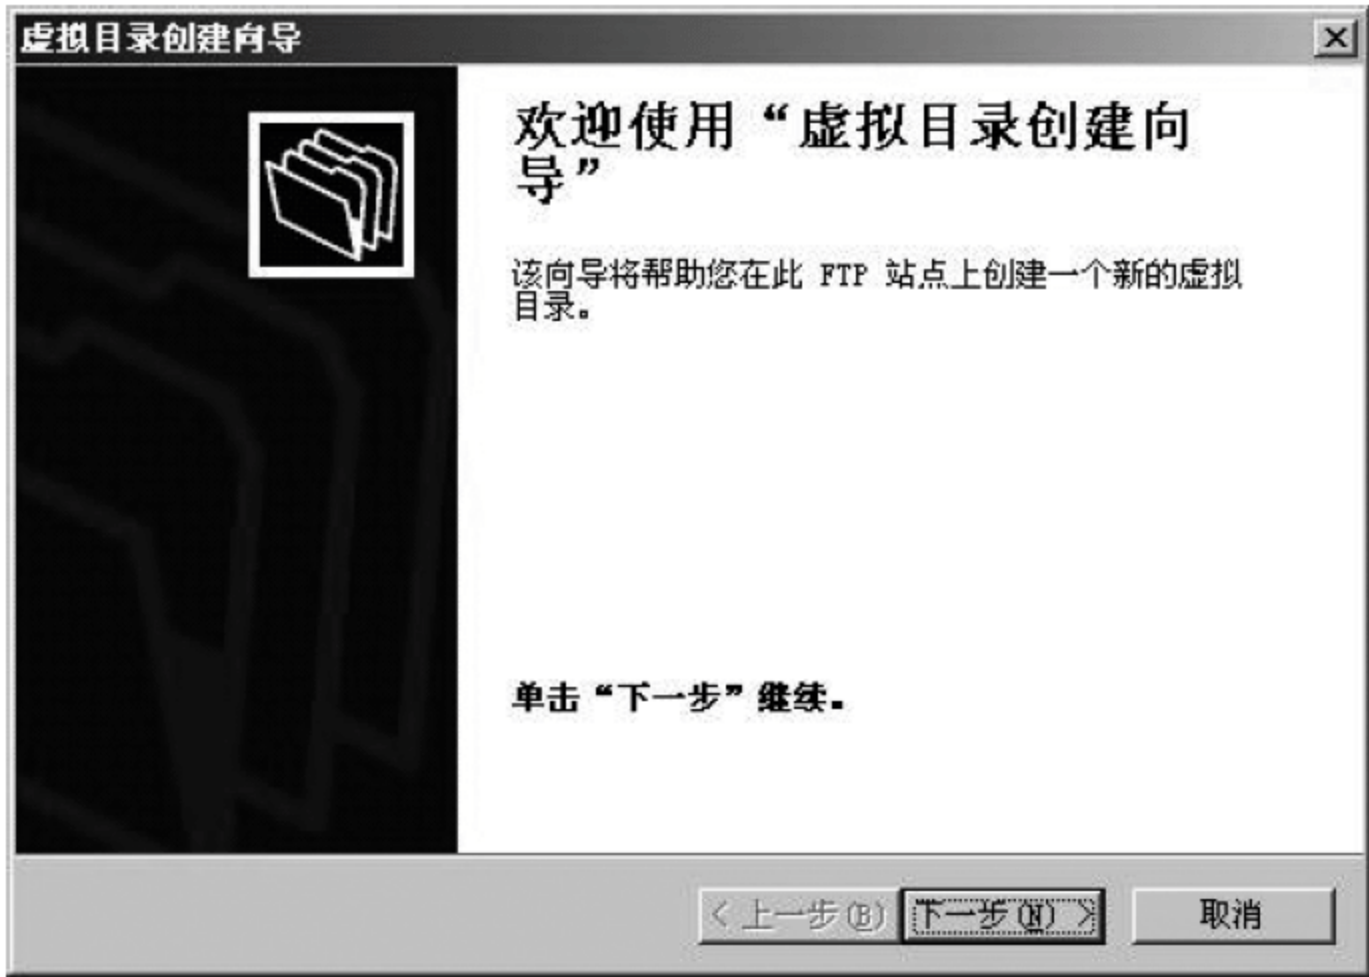 虚拟目录创建向导
欢迎使用“虚拟目录创建向
导”
该向导将帮助您在此 FTP 站点上创建一个新的虚拟
目录。
单击“下一步”继续。
< 上一步(B) 下一步(N) > 取消